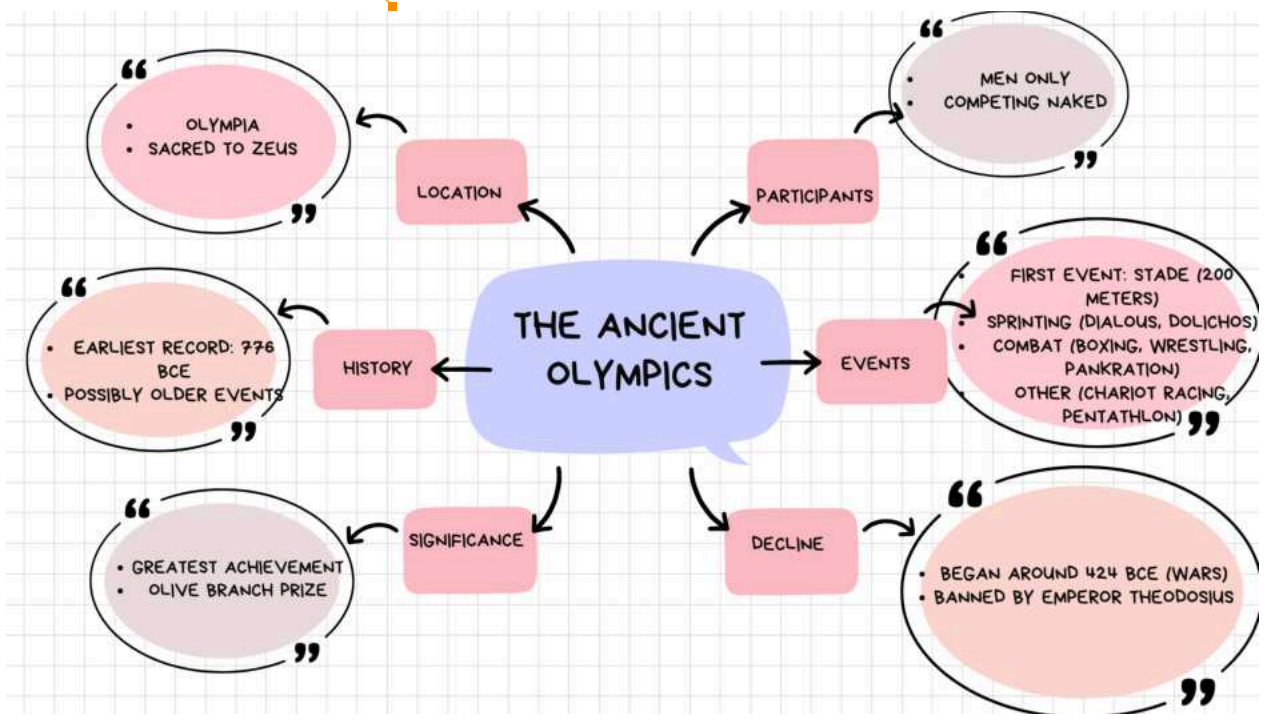 THE ANCIENT
OLYMPICS
LOCATION
• OLYMPIA
• SACRED TO ZEUS
PARTICIPANTS
• MEN ONLY
• COMPETING NAKED
HISTORY
• EARLIEST RECORD: 776
BCE
• POSSIBLY OLDER EVENTS
EVENTS
• FIRST EVENT: STADE (200
METERS)
• SPRINTING (DIALOUS, DOLICHOS)
• COMBAT (BOXING, WRESTLING,
PANKRATION)
• OTHER (CHARIOT RACING,
PENTATHLON)
SIGNIFICANCE
• GREATEST ACHIEVEMENT
• OLIVE BRANCH PRIZE
DECLINE
• BEGAN AROUND 424 BCE (WARS)
• BANNED BY EMPEROR THEODOSIUS